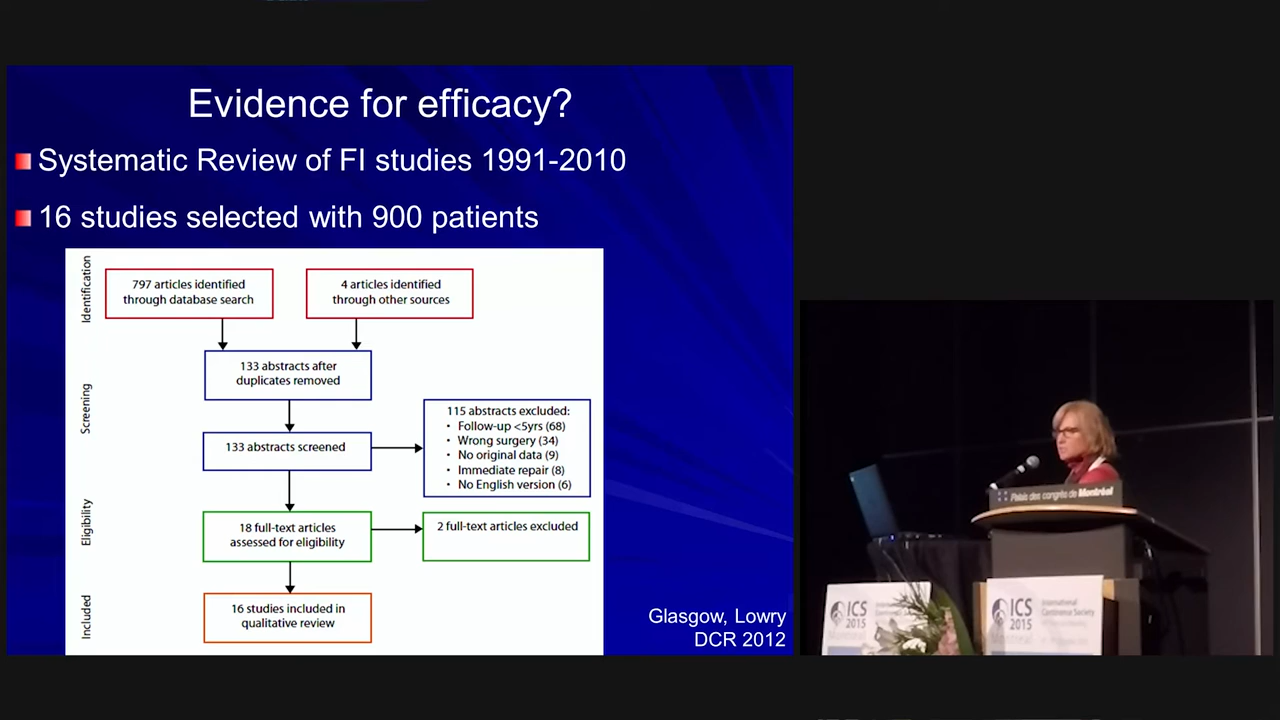 Evidence for efficacy?
Systematic Review of FI studies 1991-2010
16 studies selected with 900 patients
Identification
797 articles identified
through database search
4 articles identified
through other sources
Screening
133 abstracts after
duplicates removed
133 abstracts screened
115 abstracts excluded:
• Follow-up <5yrs (68)
• Wrong surgery (34)
• No original data (9)
• Immediate repair (8)
• No English version (6)
Eligibility
18 full-text articles
assessed for eligibility
2 full-text articles excluded
Included
16 studies included in
qualitative review
Glasgow, Lowry
DCR 2012
Palais des congrès de Montréal
ICS
2015
Montreal
ICS
2015
International
Continence Society